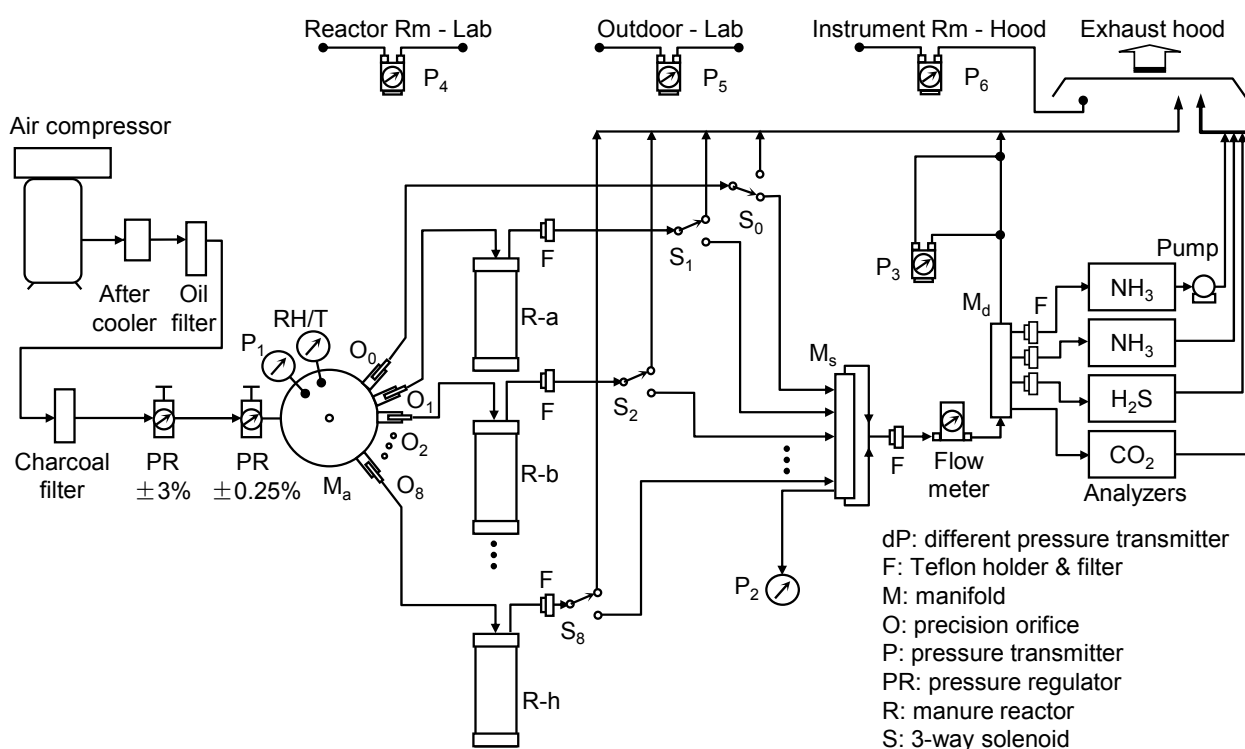 Reactor Rm - Lab
Outdoor - Lab
Instrument Rm - Hood
Exhaust hood
P4
P5
P6
Air compressor
After
cooler
Oil
filter
Charcoal
filter
PR
±3%
PR
±0.25%
P1
RH/T
Ma
O0
O1
O2
O8
R-a
R-b
R-h
F
F
F
S0
S1
S2
S8
Ms
P2
F
Flow
meter
P3
Md
F
Pump
NH3
NH3
H2S
CO2
Analyzers
dP: different pressure transmitter
F: Teflon holder & filter
M: manifold
O: precision orifice
P: pressure transmitter
PR: pressure regulator
R: manure reactor
S: 3-way solenoid